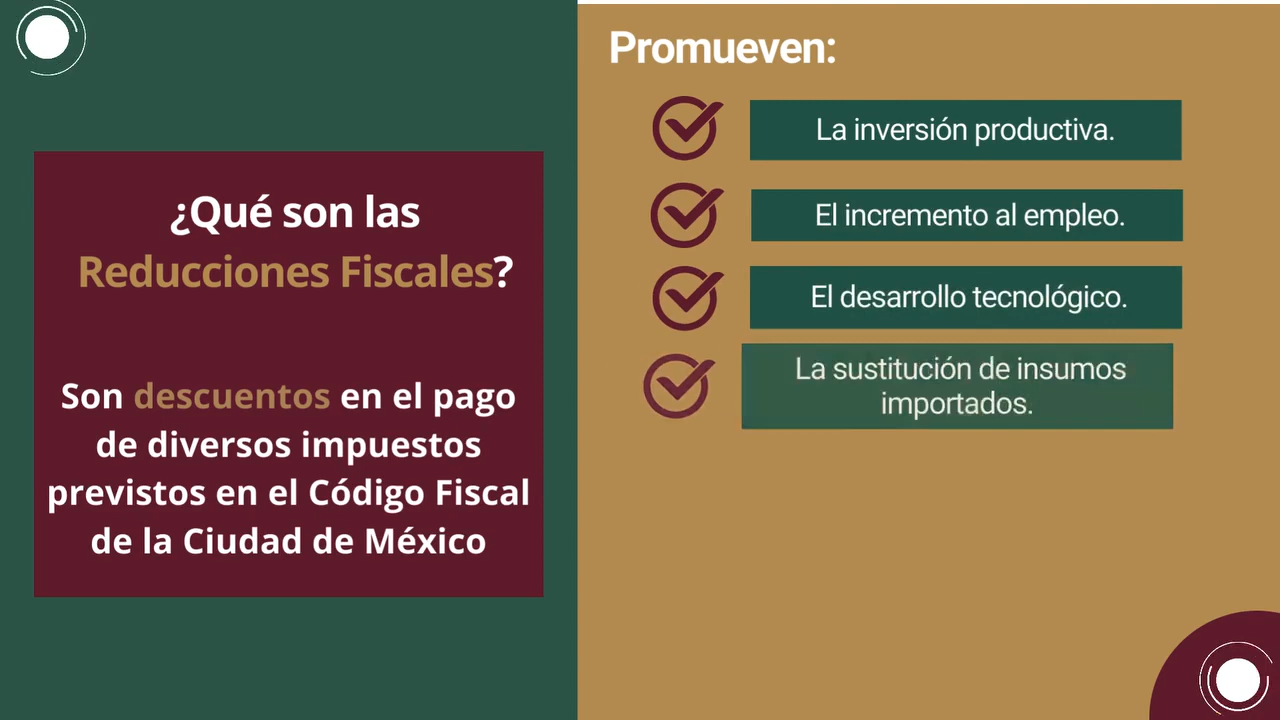 ¿Qué son las
Reducciones Fiscales?
Son descuentos en el pago
de diversos impuestos
previstos en el Código Fiscal
de la Ciudad de México
Promueven:
La inversión productiva.
El incremento al empleo.
El desarrollo tecnológico.
La sustitución de insumos
importados.